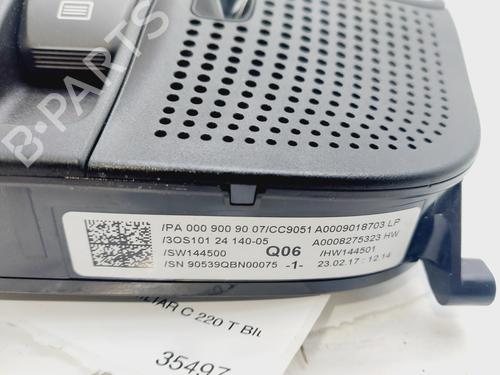 B-PARTS
/PA 000 900 90 07/CC9051 A0009018703 LP
/3OS101 24 140-05 A0008275323 HW
/SW144500 Q06 /HW144501
/SN 90539QBN00075 -1- 23.02.17 : 12.14
C 220 T Blu
35497